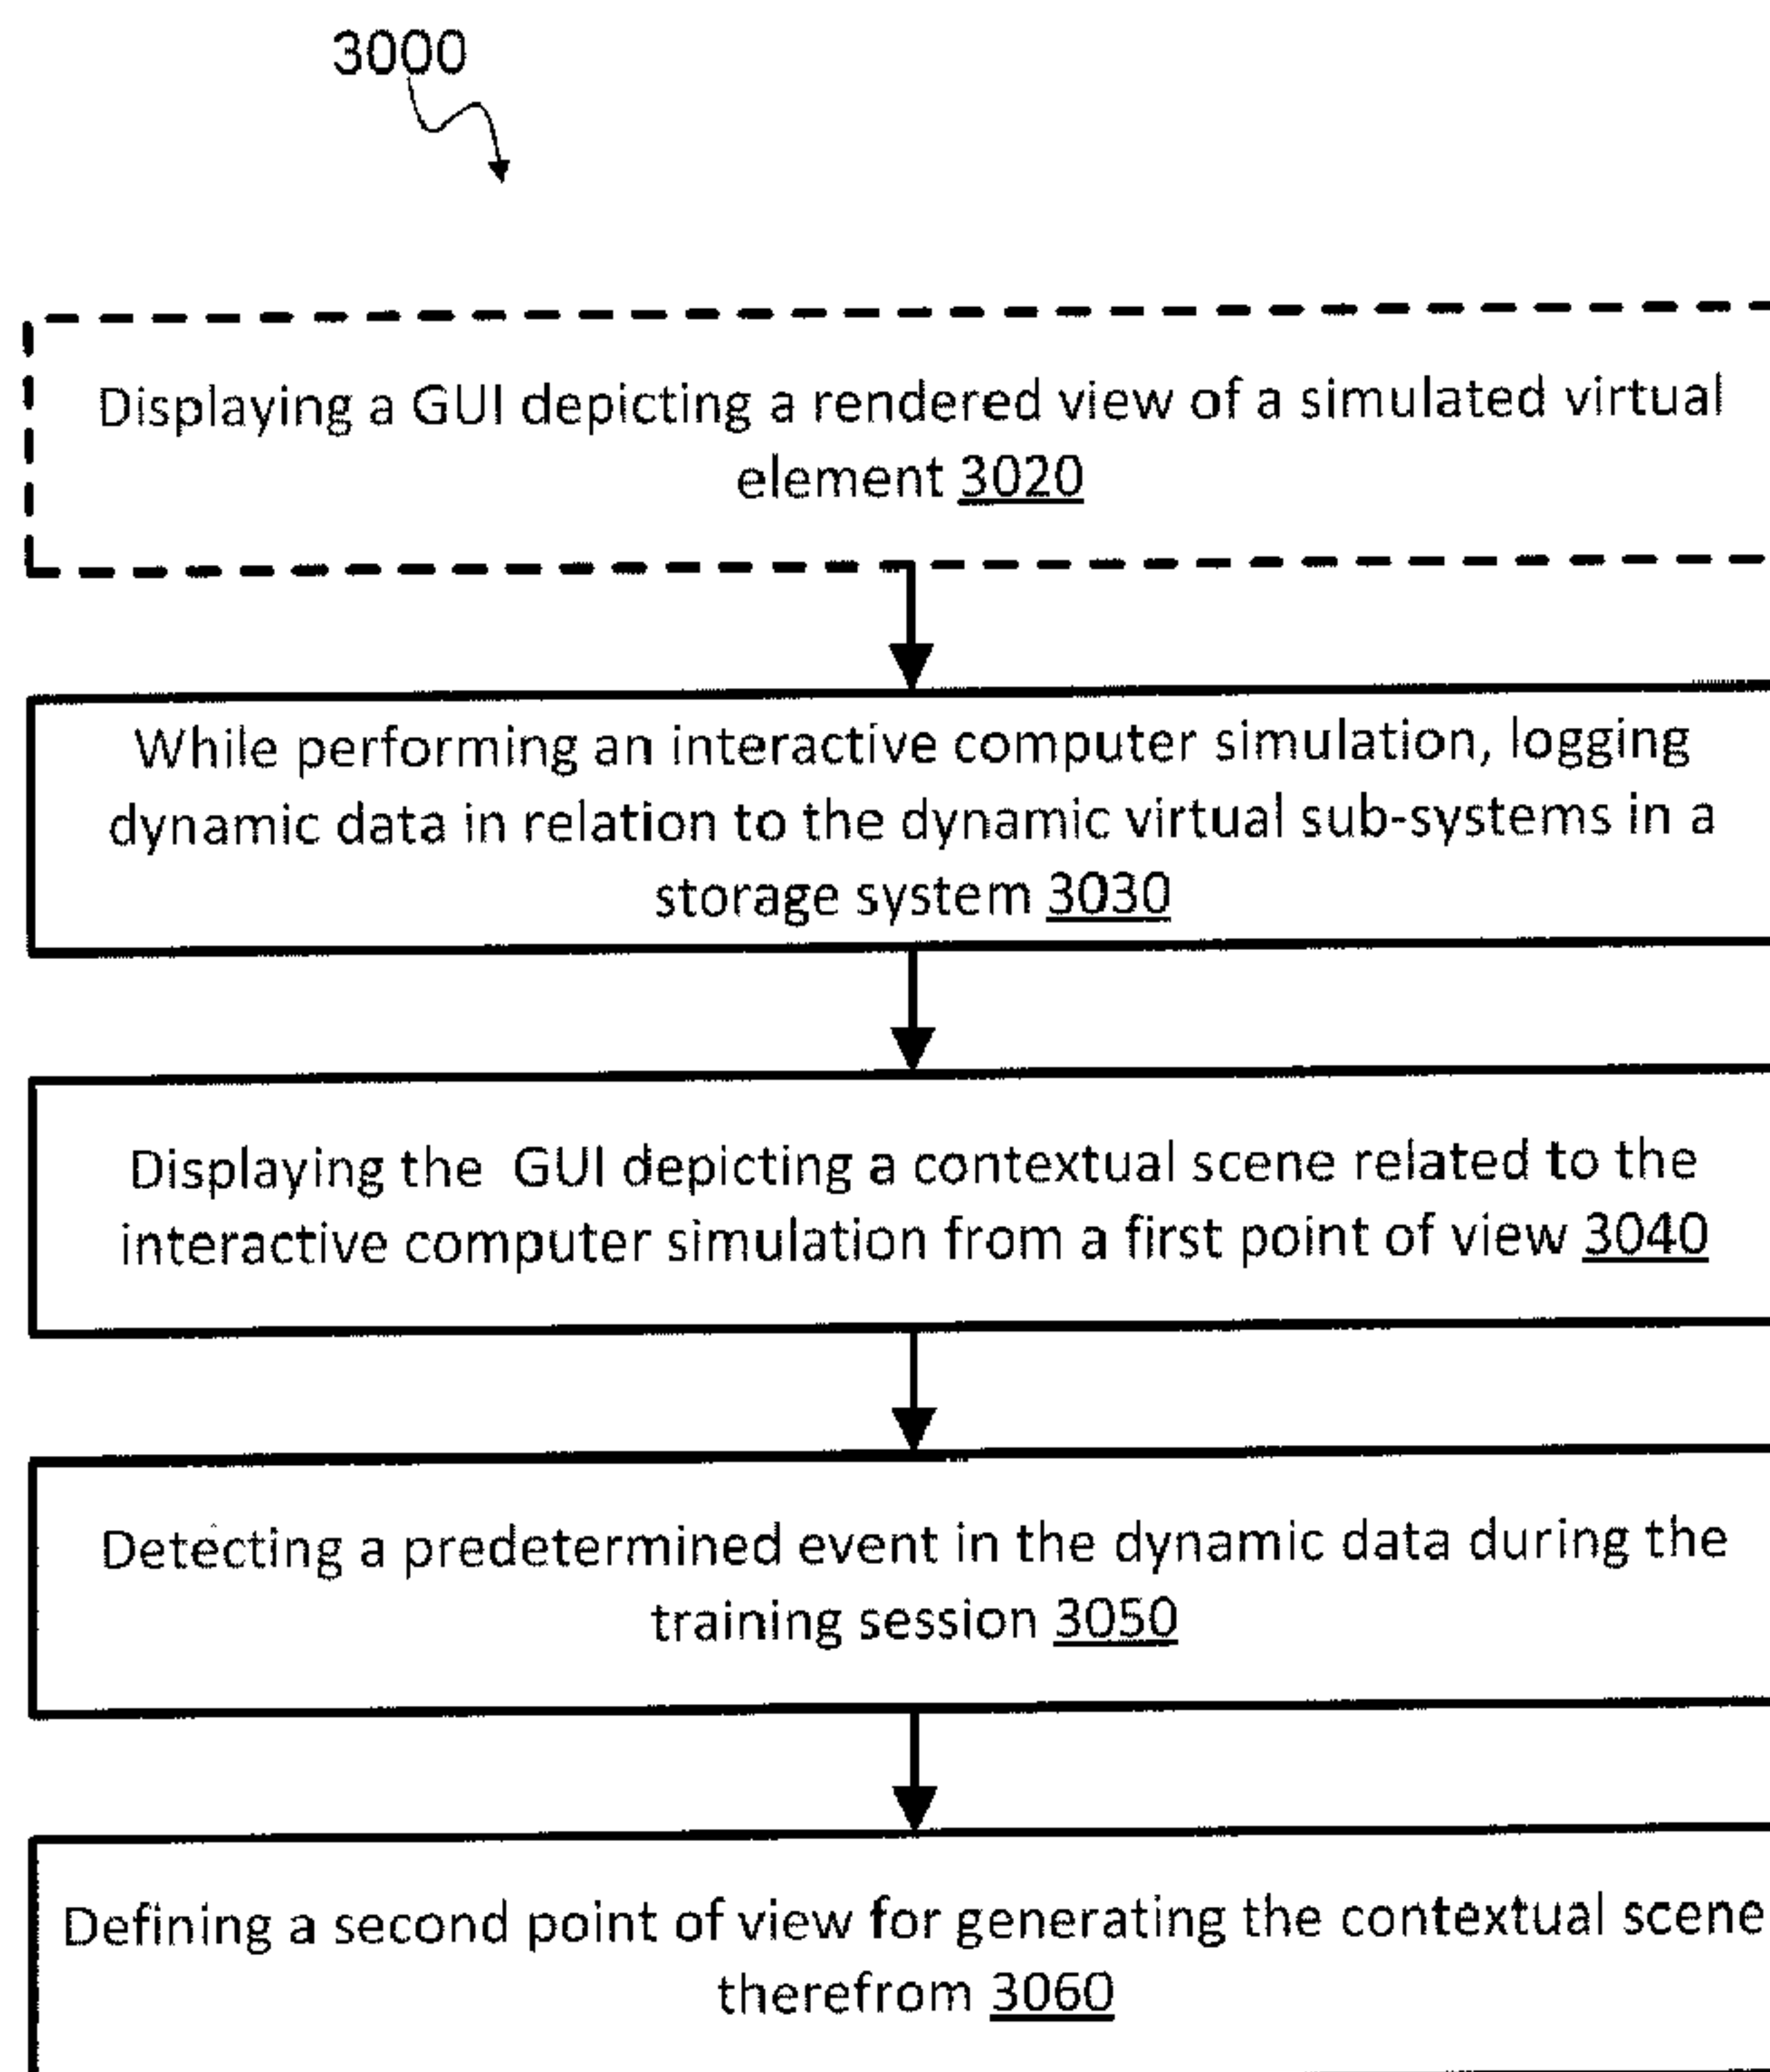 3000
Displaying a GUI depicting a rendered view of a simulated virtual
element 3020
While performing an interactive computer simulation, logging
dynamic data in relation to the dynamic virtual sub-systems in a
storage system 3030
Displaying the GUI depicting a contextual scene related to the
interactive computer simulation from a first point of view 3040
Detecting a predetermined event in the dynamic data during the
training session 3050
Defining a second point of view for generating the contextual scene
therefrom 3060